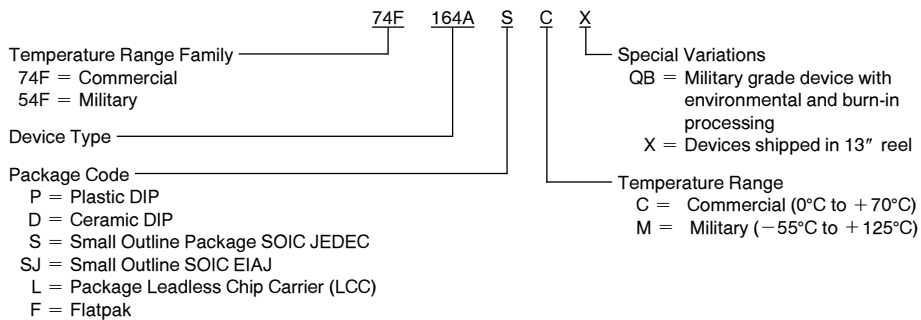 74F 164A S C X
Temperature Range Family
74F = Commercial
54F = Military
Device Type
Package Code
P = Plastic DIP
D = Ceramic DIP
S = Small Outline Package SOIC JEDEC
SJ = Small Outline SOIC EIAJ
L = Package Leadless Chip Carrier (LCC)
F = Flatpak
Special Variations
QB = Military grade device with
environmental and burn-in
processing
X = Devices shipped in 13″ reel
Temperature Range
C = Commercial (0°C to +70°C)
M = Military (−55°C to +125°C)